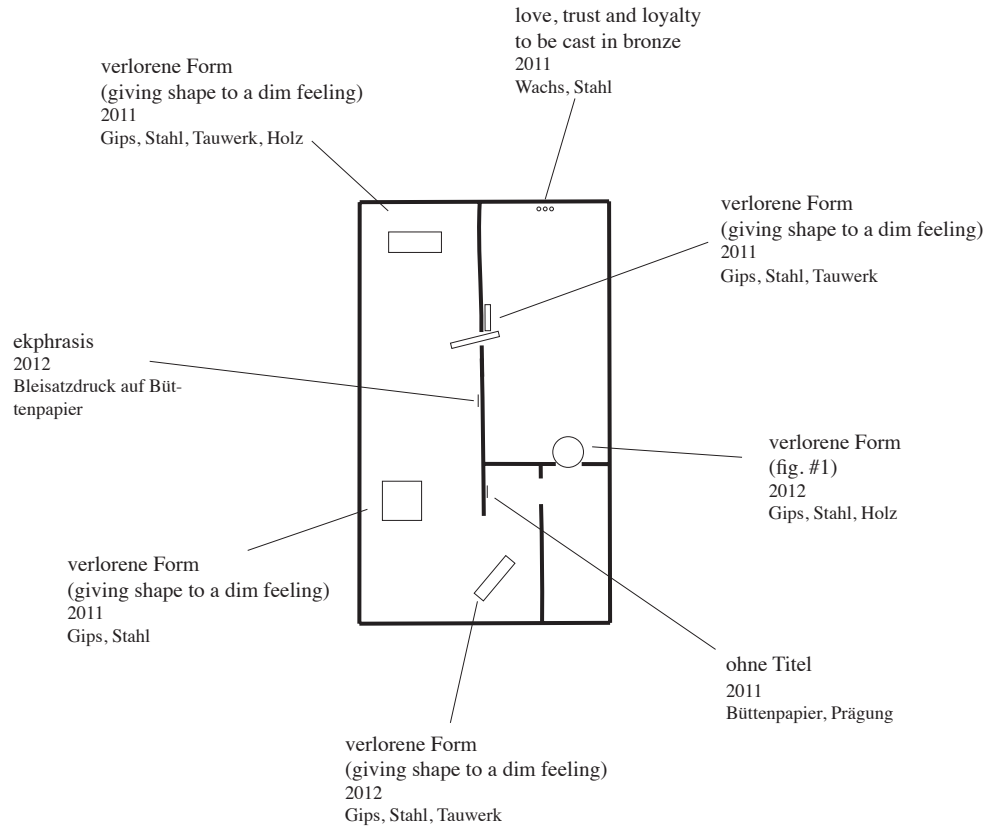 love, trust and loyalty
to be cast in bronze
2011
Wachs, Stahl
verlorene Form
(giving shape to a dim feeling)
2011
Gips, Stahl, Tauwerk, Holz
verlorene Form
(giving shape to a dim feeling)
2011
Gips, Stahl, Tauwerk
ekphrasis
2012
Bleisatzdruck auf Büt-
tenpapier
verlorene Form
(fig. #1)
2012
Gips, Stahl, Holz
verlorene Form
(giving shape to a dim feeling)
2011
Gips, Stahl
ohne Titel
2011
Büttenpapier, Prägung
verlorene Form
(giving shape to a dim feeling)
2012
Gips, Stahl, Tauwerk